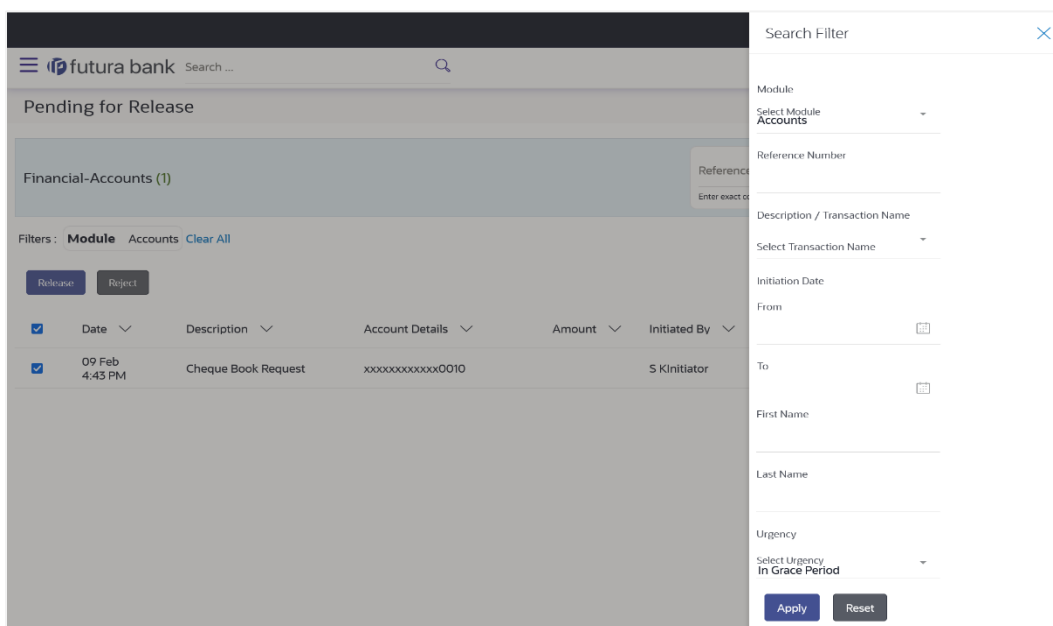 futura bank
Search ...
Pending for Release
Financial-Accounts (1)
Reference
Enter exact co
Filters : Module Accounts Clear All
Release Reject
Date Description Account Details Amount Initiated By
09 Feb
4:43 PM
Cheque Book Request xxxxxxxxxxxx0010 S KInitiator
Search Filter
Module
Select Module
Accounts
Reference Number
Description / Transaction Name
Select Transaction Name
Initiation Date
From
To
First Name
Last Name
Urgency
Select Urgency
In Grace Period
Apply Reset